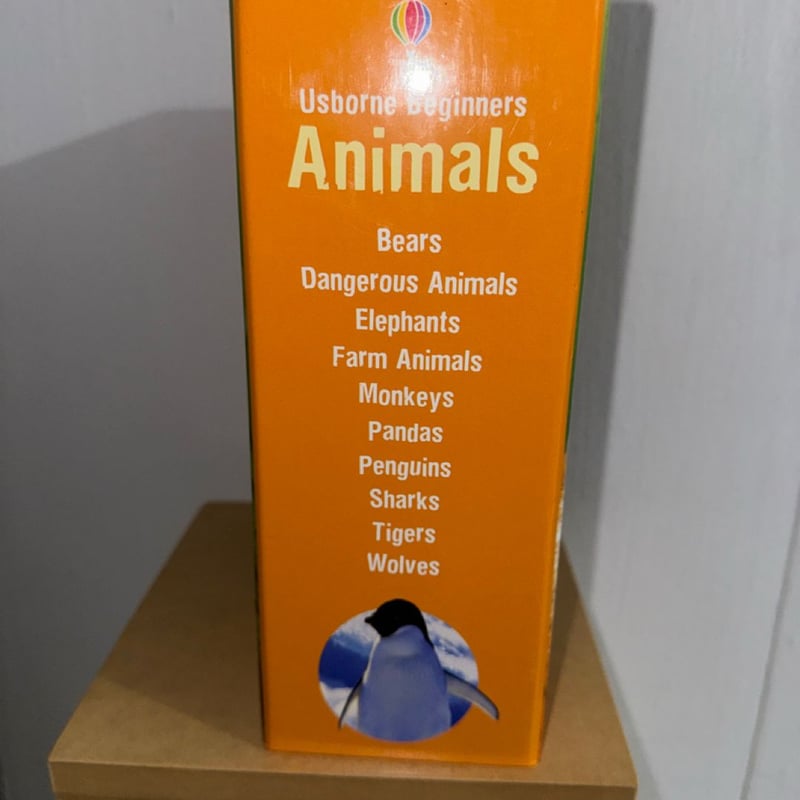 Usborne Beginners
Animals
Bears
Dangerous Animals
Elephants
Farm Animals
Monkeys
Pandas
Penguins
Sharks
Tigers
Wolves